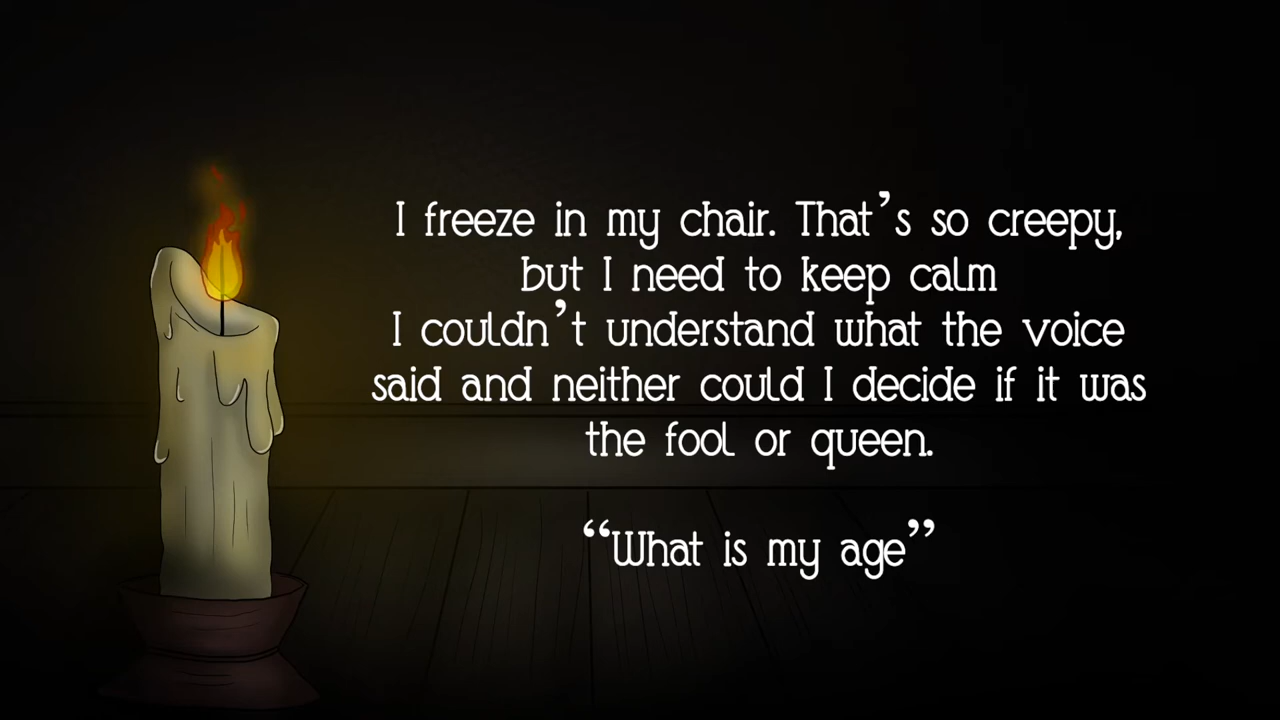 I freeze in my chair. That’s so creepy,
but I need to keep calm
I couldn’t understand what the voice
said and neither could I decide if it was
the fool or queen.
“What is my age”